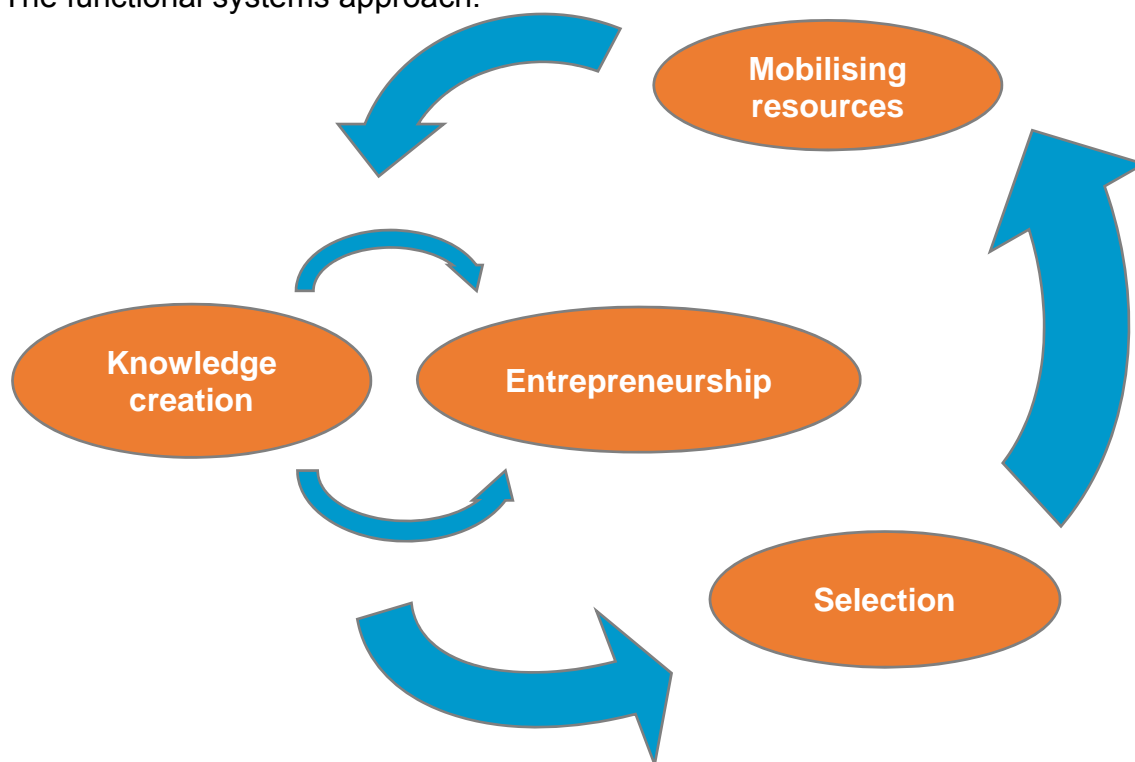 The functional systems approach.
Mobilising
resources
Knowledge
creation
Entrepreneurship
Selection